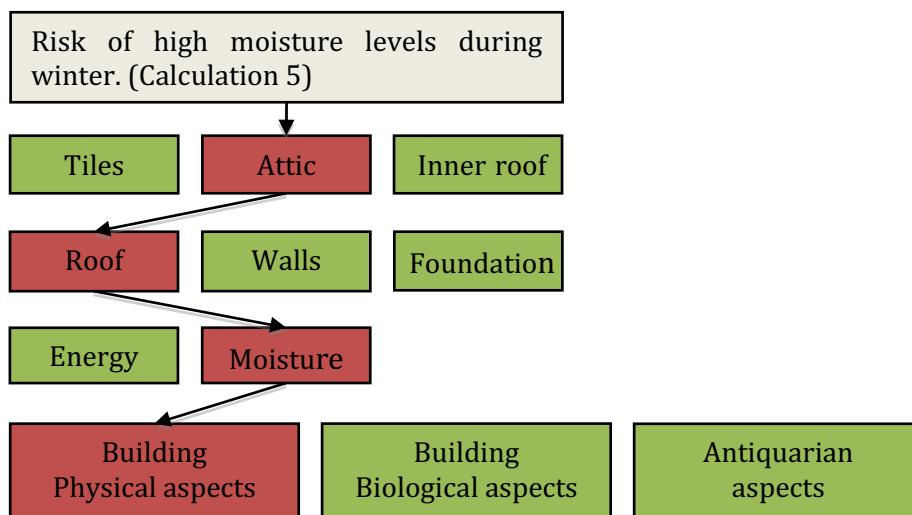 Risk of high moisture levels during
winter. (Calculation 5)
Tiles
Attic
Inner roof
Roof
Walls
Foundation
Energy
Moisture
Building
Physical aspects
Building
Biological aspects
Antiquarian
aspects